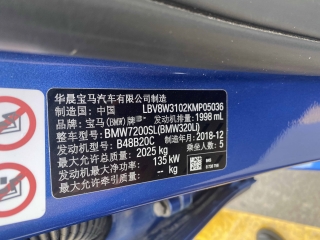 华晨宝马汽车有限公司制造
制造国：中国 LBV8W3102KMP05036
品牌：宝马(BMW)牌 发动机排量：1998 mL
整车型号：BMW7200SL(BMW320Li)
发动机型号：B48B20C 制造年月：2018-12
最大允许总质量：2025 kg 乘坐人数：5
发动机最大净功率：135 kW
最大允许牵引质量：-- kg